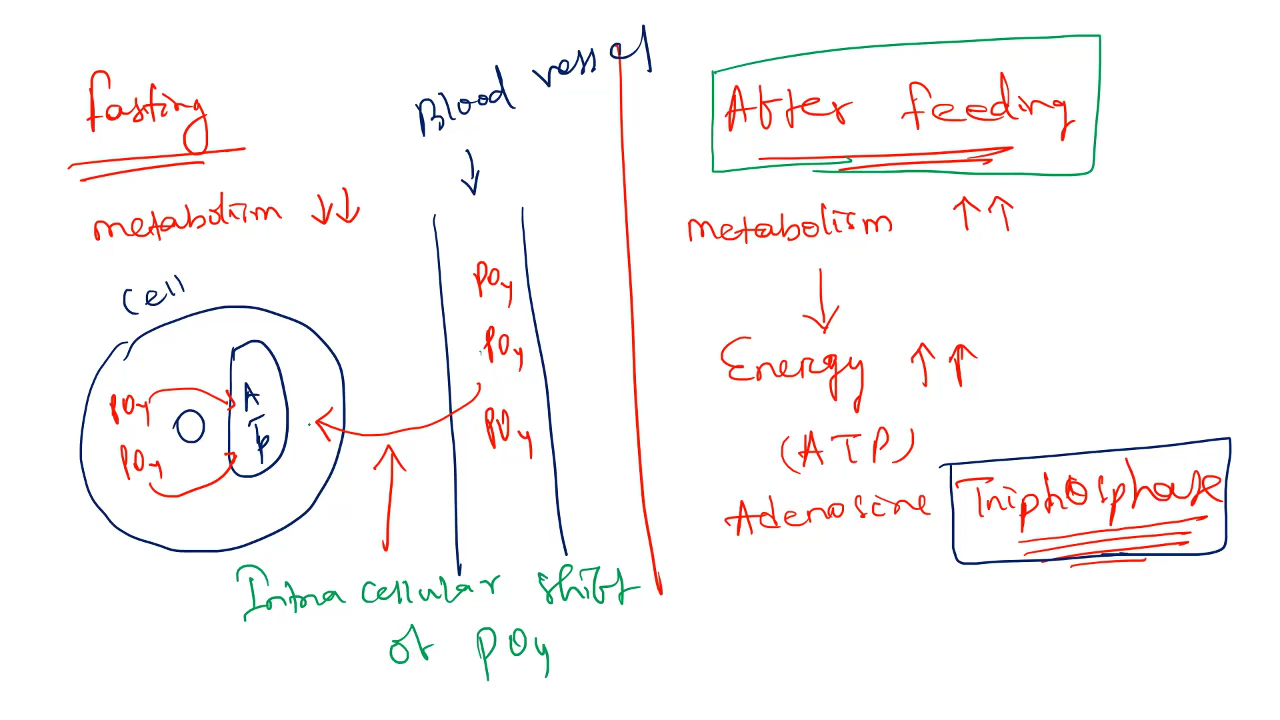 fasting
metabolism ↓↓
Blood vessel
↓
cell
PO4
PO4
ATP
PO4
PO4
PO4
Intracellular shift
of PO4
After feeding
metabolism ↑↑
↓
Energy ↑↑
(ATP)
Adenosine Triphosphate